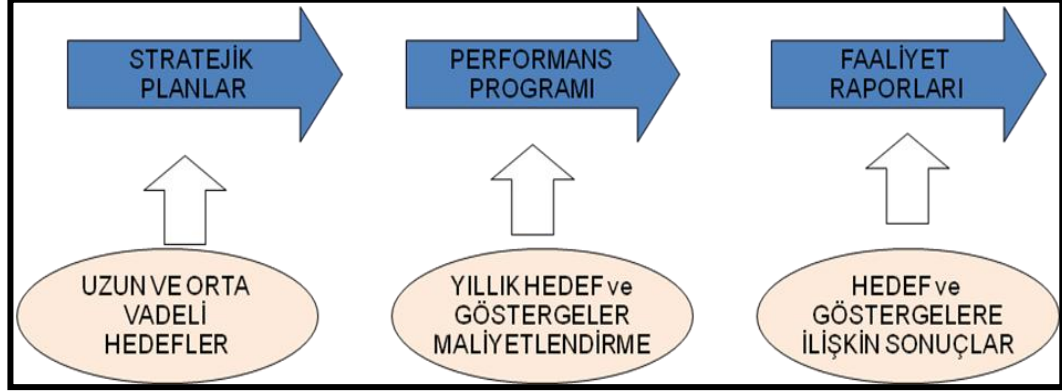 STRATEJİK
PLANLAR
PERFORMANS
PROGRAMI
FAALİYET
RAPORLARI
UZUN VE ORTA
VADELİ
HEDEFLER
YILLIK HEDEF ve
GÖSTERGELER
MALİYETLENDİRME
HEDEF ve
GÖSTERGELERE
İLİŞKİN SONUÇLAR